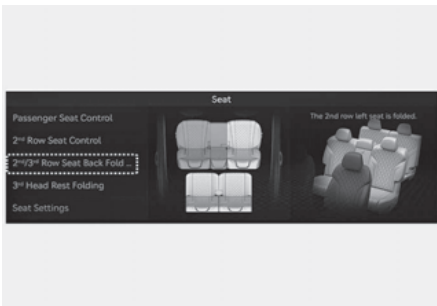 Seat
Passenger Seat Control
2nd Row Seat Control
2nd/3rd Row Seat Back Fold ...
3rd Head Rest Folding
Seat Settings
The 2nd row left seat is folded.